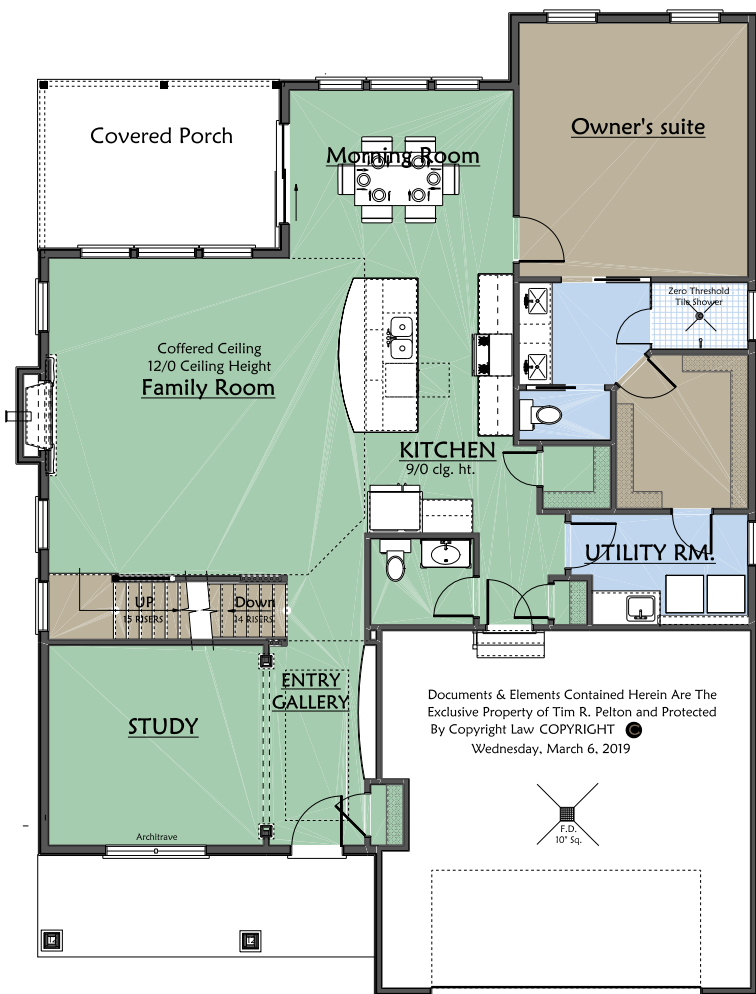 Covered Porch
Morning Room
Owner's suite
Zero Threshold
Tile Shower
Coffered Ceiling
12/0 Ceiling Height
Family Room
KITCHEN
9/0 clg. ht.
UTILITY RM.
UP
15 RISERS
Down
14 RISERS
ENTRY
GALLERY
STUDY
Architrave
Documents & Elements Contained Herein Are The
Exclusive Property of Tim R. Pelton and Protected
By Copyright Law COPYRIGHT C
Wednesday, March 6, 2019
F.D.
10" Sq.